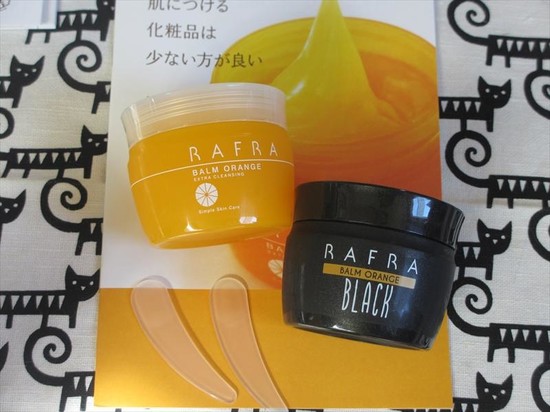 肌につける
化粧品は
少ない方が良い
RAFRA
BALM ORANGE
EXTRA CLEANSING
Simple Skin Care
RAFRA
BALM ORANGE
BLACK